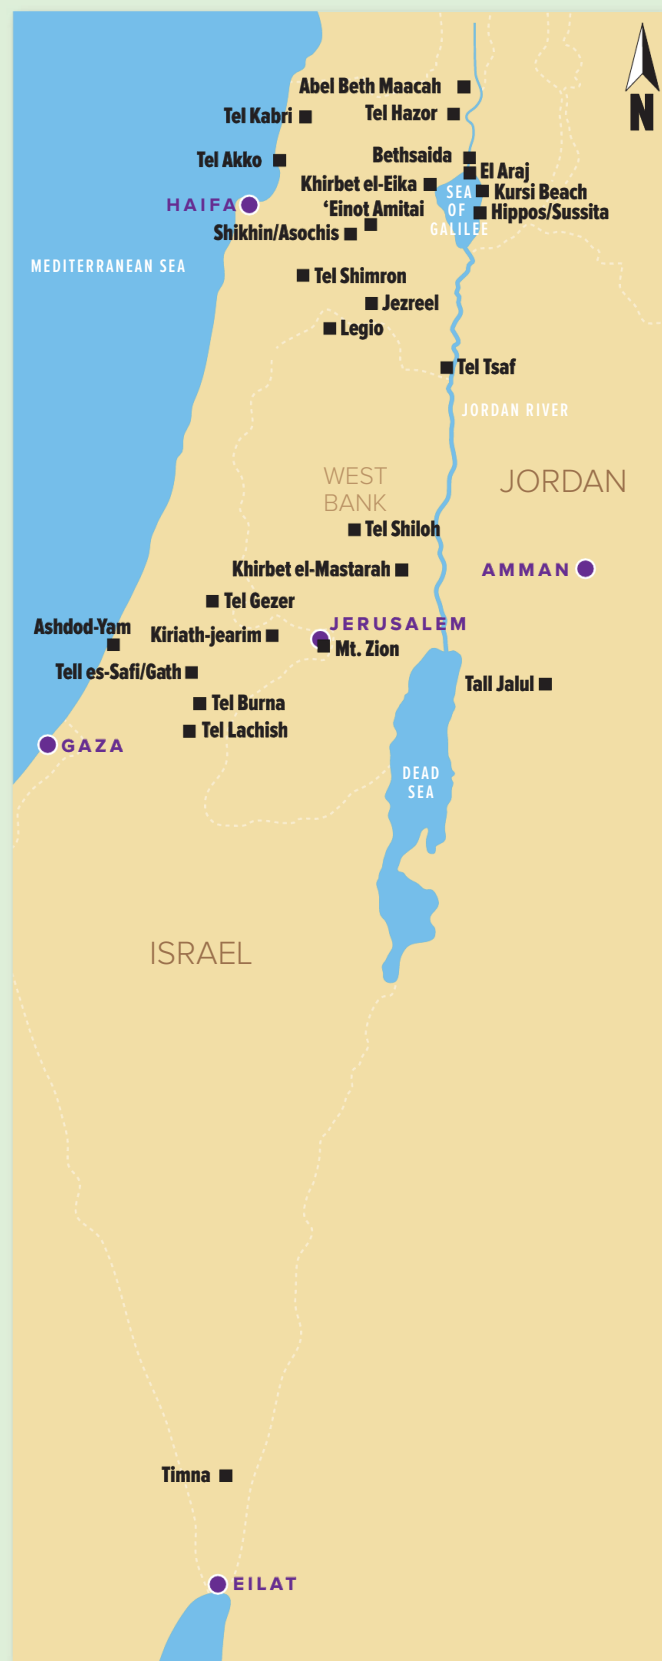 Abel Beth Maacah
N
Tel Kabri
Tel Hazor
Tel Akko
Bethsaida
El Araj
Khirbet el-Eika
SEA
OF
GALILEE
Kursi Beach
HAIFA
‘Einot Amitai
Hippos/Sussita
Shikhin/Asochis
MEDITERRANEAN SEA
Tel Shimron
Jezreel
Legio
Tel Tsaf
JORDAN RIVER
WEST
BANK
JORDAN
Tel Shiloh
Khirbet el-Mastarah
AMMAN
Tel Gezer
Ashdod-Yam
Kiriath-jearim
JERUSALEM
Mt. Zion
Tell es-Safi/Gath
Tall Jalul
Tel Burna
Tel Lachish
GAZA
DEAD
SEA
ISRAEL
Timna
EILAT